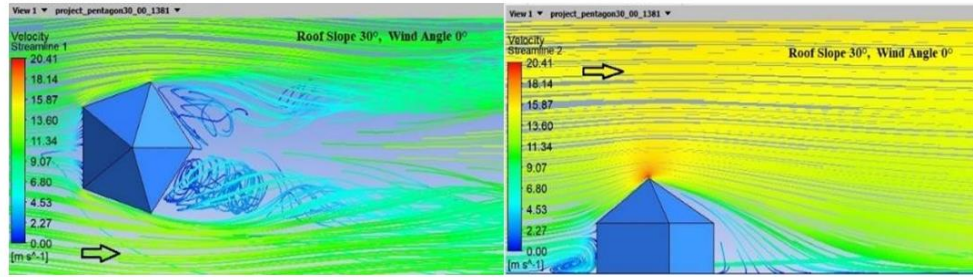 View 1 ▼ project_pentagon30_00_1381 ▼
Velocity
Streamline 1
Roof Slope 30°, Wind Angle 0°
20.41
18.14
15.87
13.60
11.34
9.07
6.80
4.53
2.27
0.00
[m s^-1]
View 1 ▼ project_pentagon30_00_1381 ▼
Velocity
Streamline 2
Roof Slope 30°, Wind Angle 0°
20.41
18.14
15.87
13.60
11.34
9.07
6.80
4.53
2.27
0.00
[m s^-1]